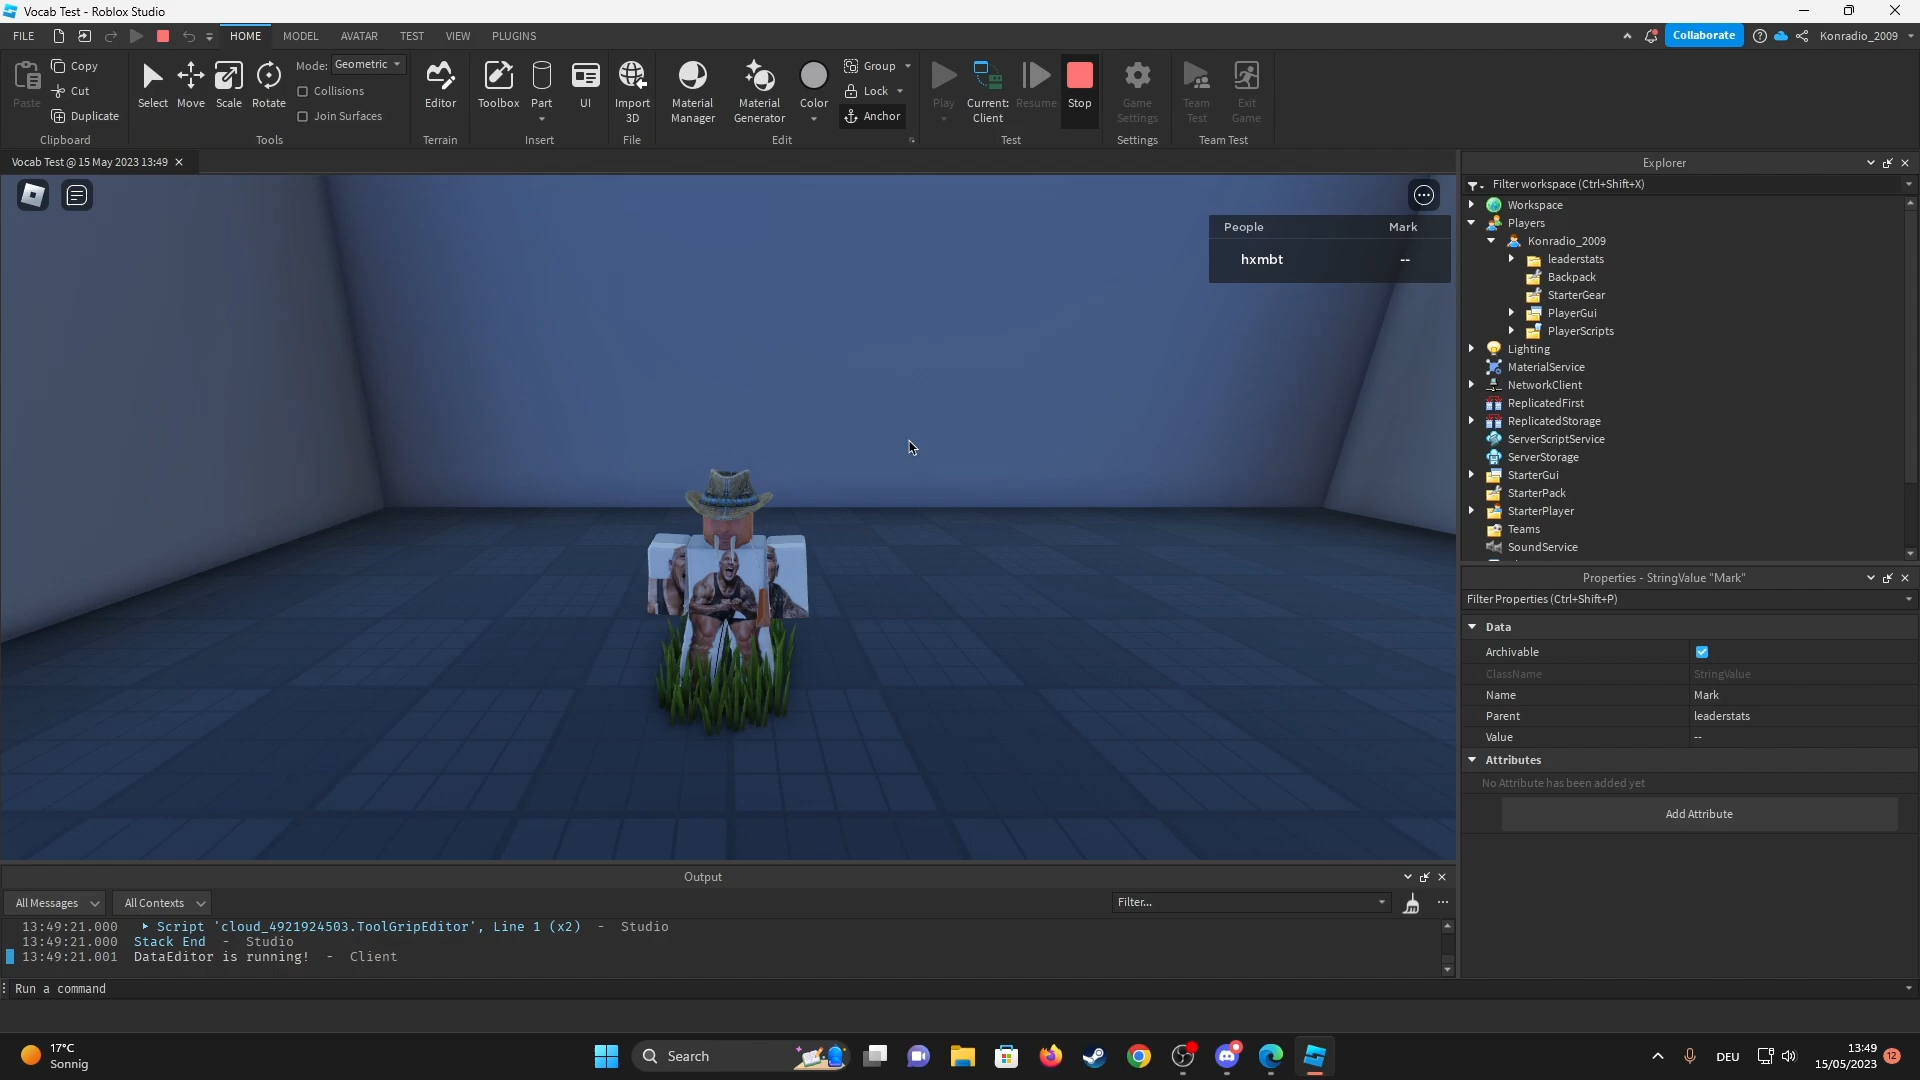 Vocab Test - Roblox Studio
FILE HOME MODEL AVATAR TEST VIEW PLUGINS Collaborate Konradio_2009
Paste Copy Cut Duplicate Clipboard
Select Move Scale Rotate Mode: Geometric Collisions Join Surfaces Tools
Editor Terrain
Toolbox Part UI Insert
Import 3D File
Material Manager Material Generator Color Group Lock Anchor Edit
Play Current: Client Resume Stop Test
Game Settings Settings
Team Test Exit Game Team Test
Vocab Test @ 15 May 2023 13:49
People Mark
hxmbt --
Explorer
Filter workspace (Ctrl+Shift+X)
Workspace
Players
Konradio_2009
leaderstats
Backpack
StarterGear
PlayerGui
PlayerScripts
Lighting
MaterialService
NetworkClient
ReplicatedFirst
ReplicatedStorage
ServerScriptService
ServerStorage
StarterGui
StarterPack
StarterPlayer
Teams
SoundService
Properties - StringValue "Mark"
Filter Properties (Ctrl+Shift+P)
Data
Archivable
ClassName StringValue
Name Mark
Parent leaderstats
Value --
Attributes
No Attribute has been added yet
Add Attribute
Output
All Messages All Contexts Filter...
13:49:21.000 Script 'cloud_4921924503.ToolGripEditor', Line 1 (x2) - Studio
13:49:21.000 Stack End - Studio
13:49:21.001 DataEditor is running! - Client
Run a command
17°C
Sonnig
Search
DEU
13:49
15/05/2023
12